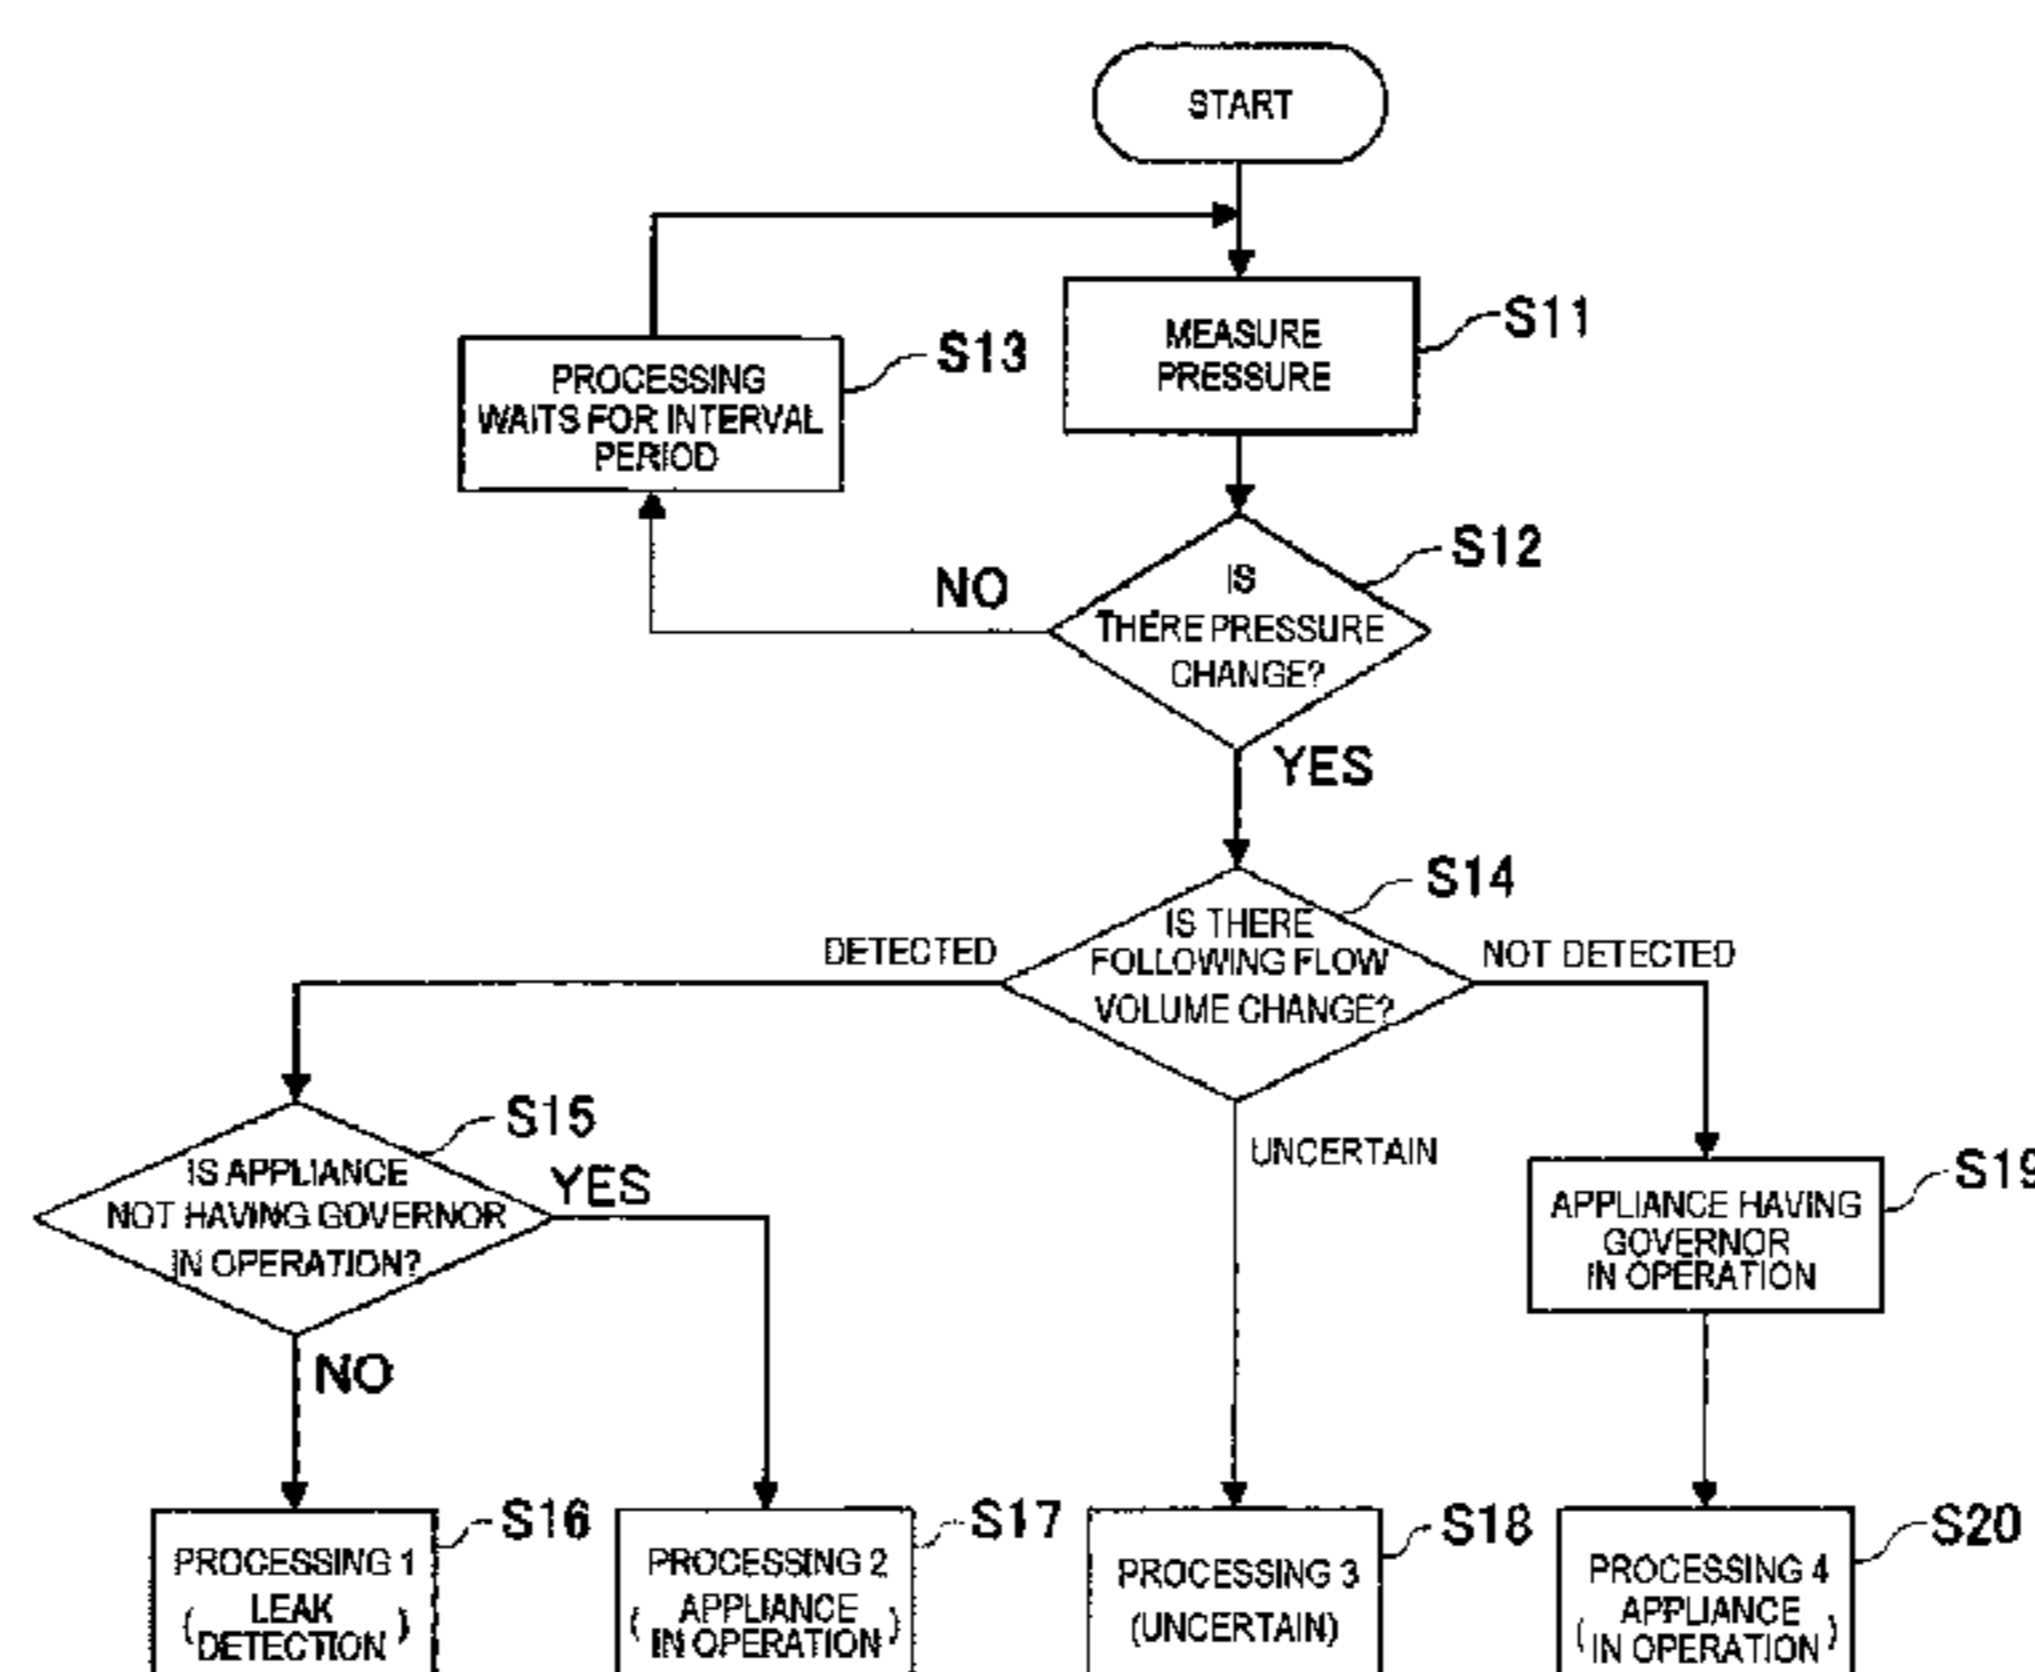 START
MEASURE
PRESSURE
S11
PROCESSING
WAITS FOR INTERVAL
PERIOD
S13
IS
THERE PRESSURE
CHANGE?
S12
NO
YES
IS THERE
FOLLOWING FLOW
VOLUME CHANGE?
S14
DETECTED
NOT DETECTED
UNCERTAIN
IS APPLIANCE
NOT HAVING GOVERNOR
IN OPERATION?
S15
YES
NO
APPLIANCE HAVING
GOVERNOR
IN OPERATION
S19
PROCESSING 1
(LEAK
DETECTION)
S16
PROCESSING 2
(APPLIANCE
IN OPERATION)
S17
PROCESSING 3
(UNCERTAIN)
S18
PROCESSING 4
(APPLIANCE
IN OPERATION)
S20